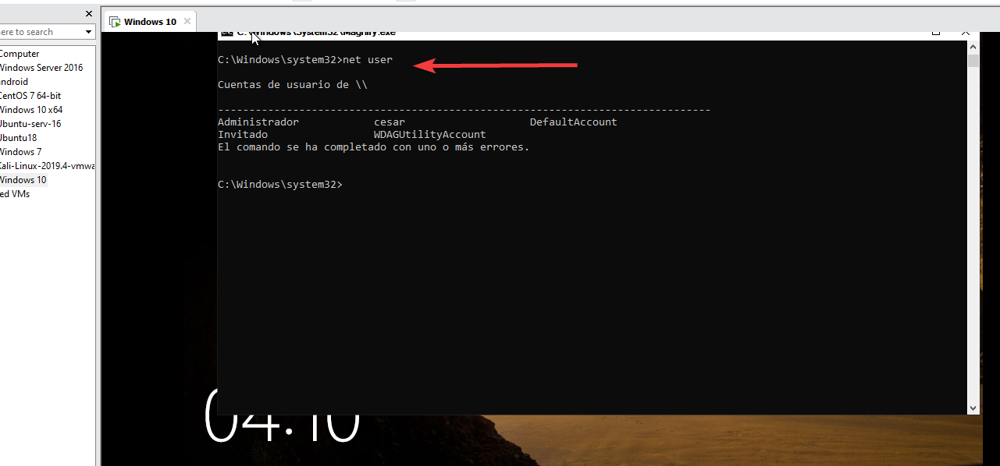 Windows 10
ere to search
Computer
Windows Server 2016
android
CentOS 7 64-bit
Windows 10 x64
Ubuntu-serv-16
Ubuntu18
Windows 7
Kali-Linux-2019.4-vmwa
Windows 10
ed VMs
C:\Windows\System32\Magnify.exe
C:\Windows\system32>net user
Cuentas de usuario de \\
-------------------------------------------------------------------------------
Administrador cesar DefaultAccount
Invitado WDAGUtilityAccount
El comando se ha completado con uno o más errores.
C:\Windows\system32>
04:10